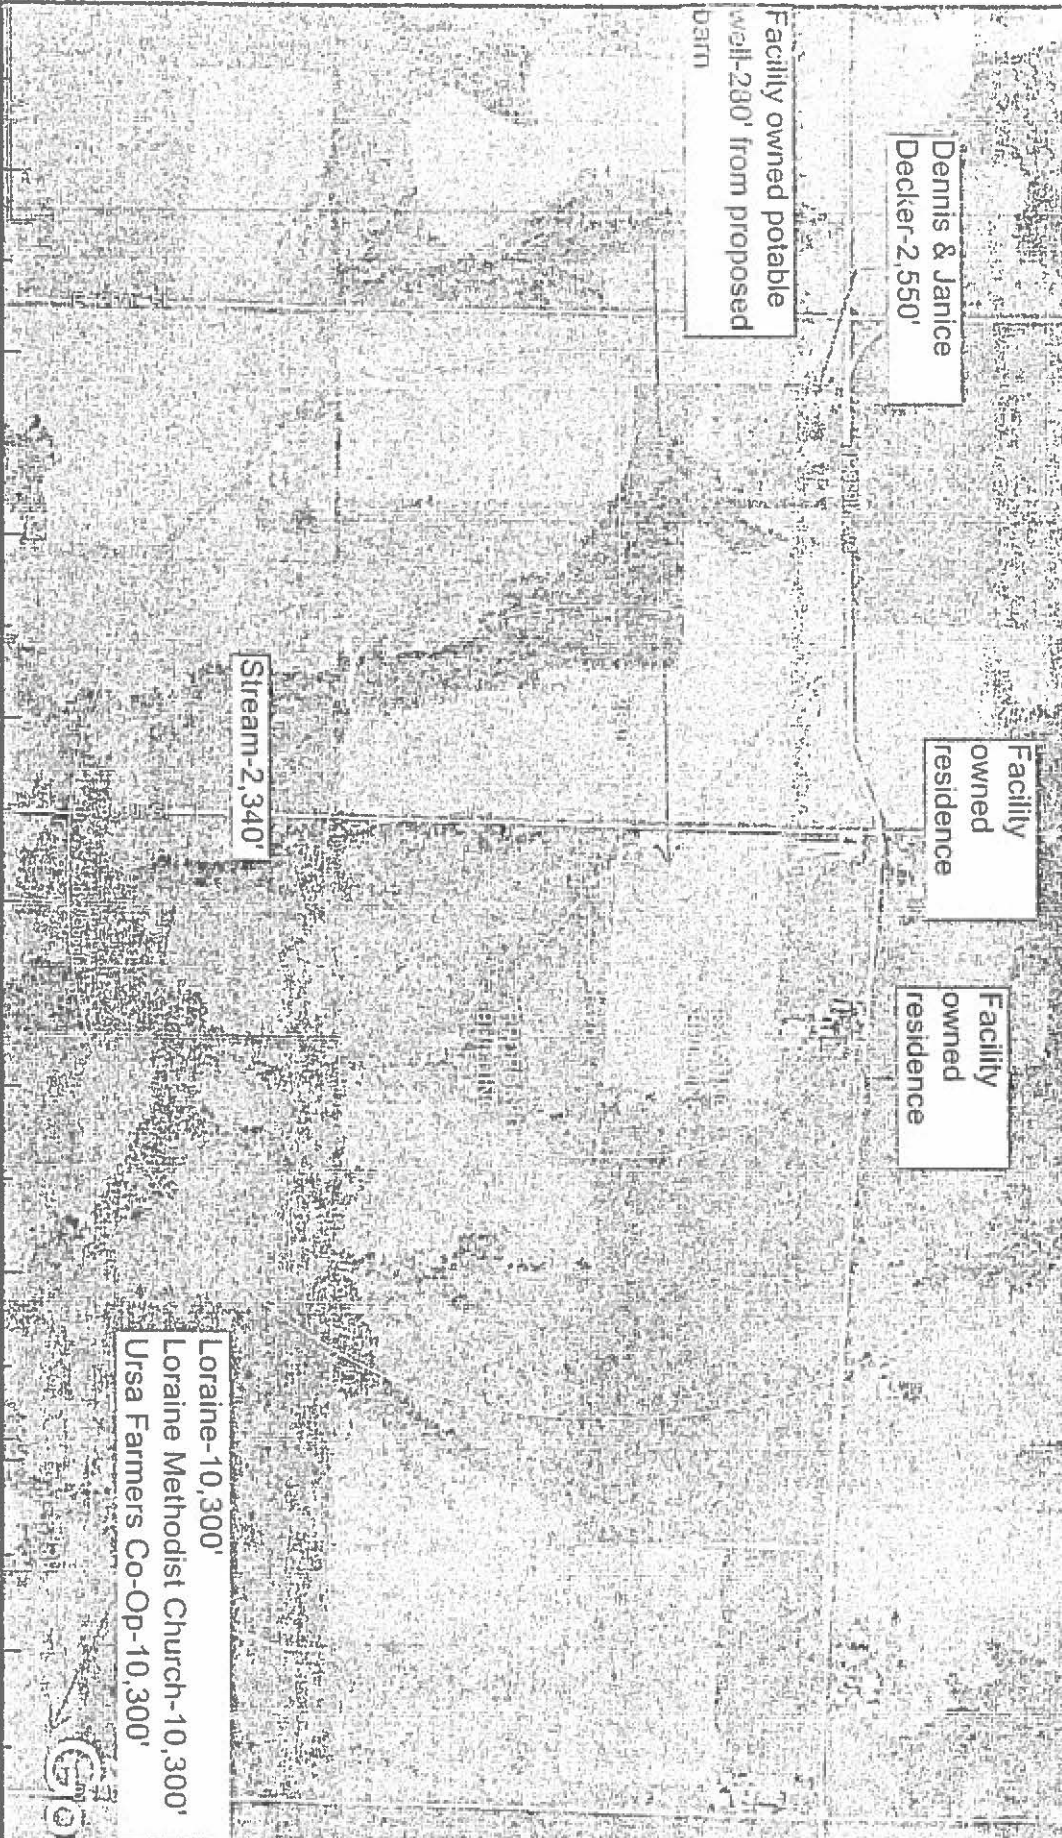 Facility owned potable
well-280' from proposed
barn
Dennis & Janice
Decker-2,550'
Facility
owned
residence
Facility
owned
residence
Stream-2,340'
Loraine-10,300'
Loraine Methodist Church-10,300'
Ursa Farmers Co-Op-10,300'
Go